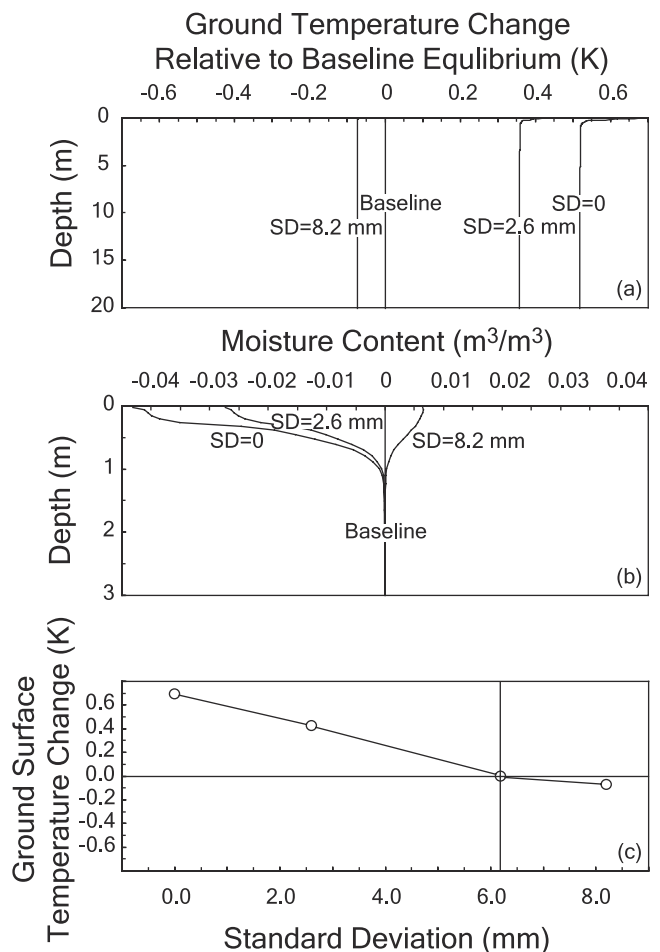 Ground Temperature Change
Relative to Baseline Equlibrium (K)
-0.6 -0.4 -0.2 0 0.2 0.4 0.6
0
5
10
15
20
Depth (m)
Baseline
SD=8.2 mm
SD=2.6 mm
SD=0
(a)
Moisture Content (m³/m³)
-0.04 -0.03 -0.02 -0.01 0 0.01 0.02 0.03 0.04
0
1
2
3
Depth (m)
SD=2.6 mm
SD=0
SD=8.2 mm
Baseline
(b)
Ground Surface
Temperature Change (K)
0.6
0.4
0.2
0.0
-0.2
-0.4
-0.6
(c)
0.0 2.0 4.0 6.0 8.0
Standard Deviation (mm)